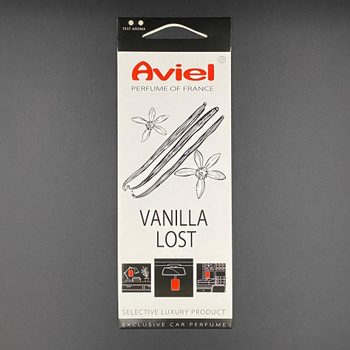 TEST AROMA
Aviel
PERFUME OF FRANCE
VANILLA
LOST
SELECTIVE LUXURY PRODUCT
EXCLUSIVE CAR PERFUME